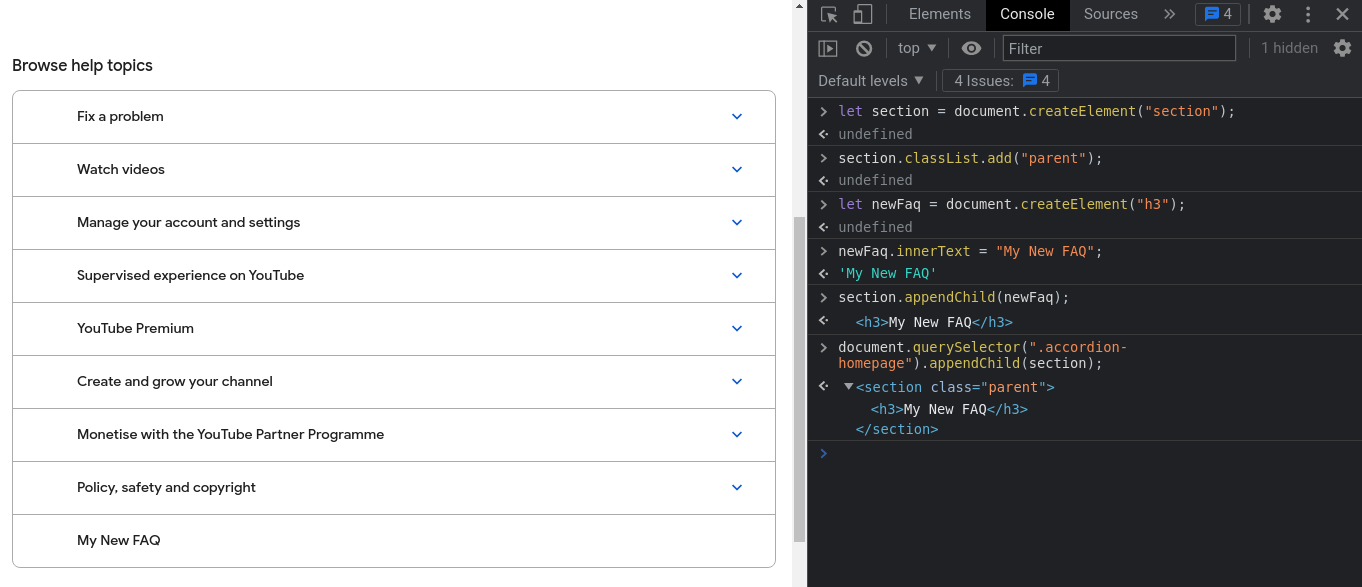 Browse help topics
Fix a problem
Watch videos
Manage your account and settings
Supervised experience on YouTube
YouTube Premium
Create and grow your channel
Monetise with the YouTube Partner Programme
Policy, safety and copyright
My New FAQ
Elements Console Sources 4
top Filter 1 hidden
Default levels 4 Issues: 4
let section = document.createElement("section");
undefined
section.classList.add("parent");
undefined
let newFaq = document.createElement("h3");
undefined
newFaq.innerText = "My New FAQ";
'My New FAQ'
section.appendChild(newFaq);
<h3>My New FAQ</h3>
document.querySelector(".accordion-
homepage").appendChild(section);
<section class="parent">
<h3>My New FAQ</h3>
</section>